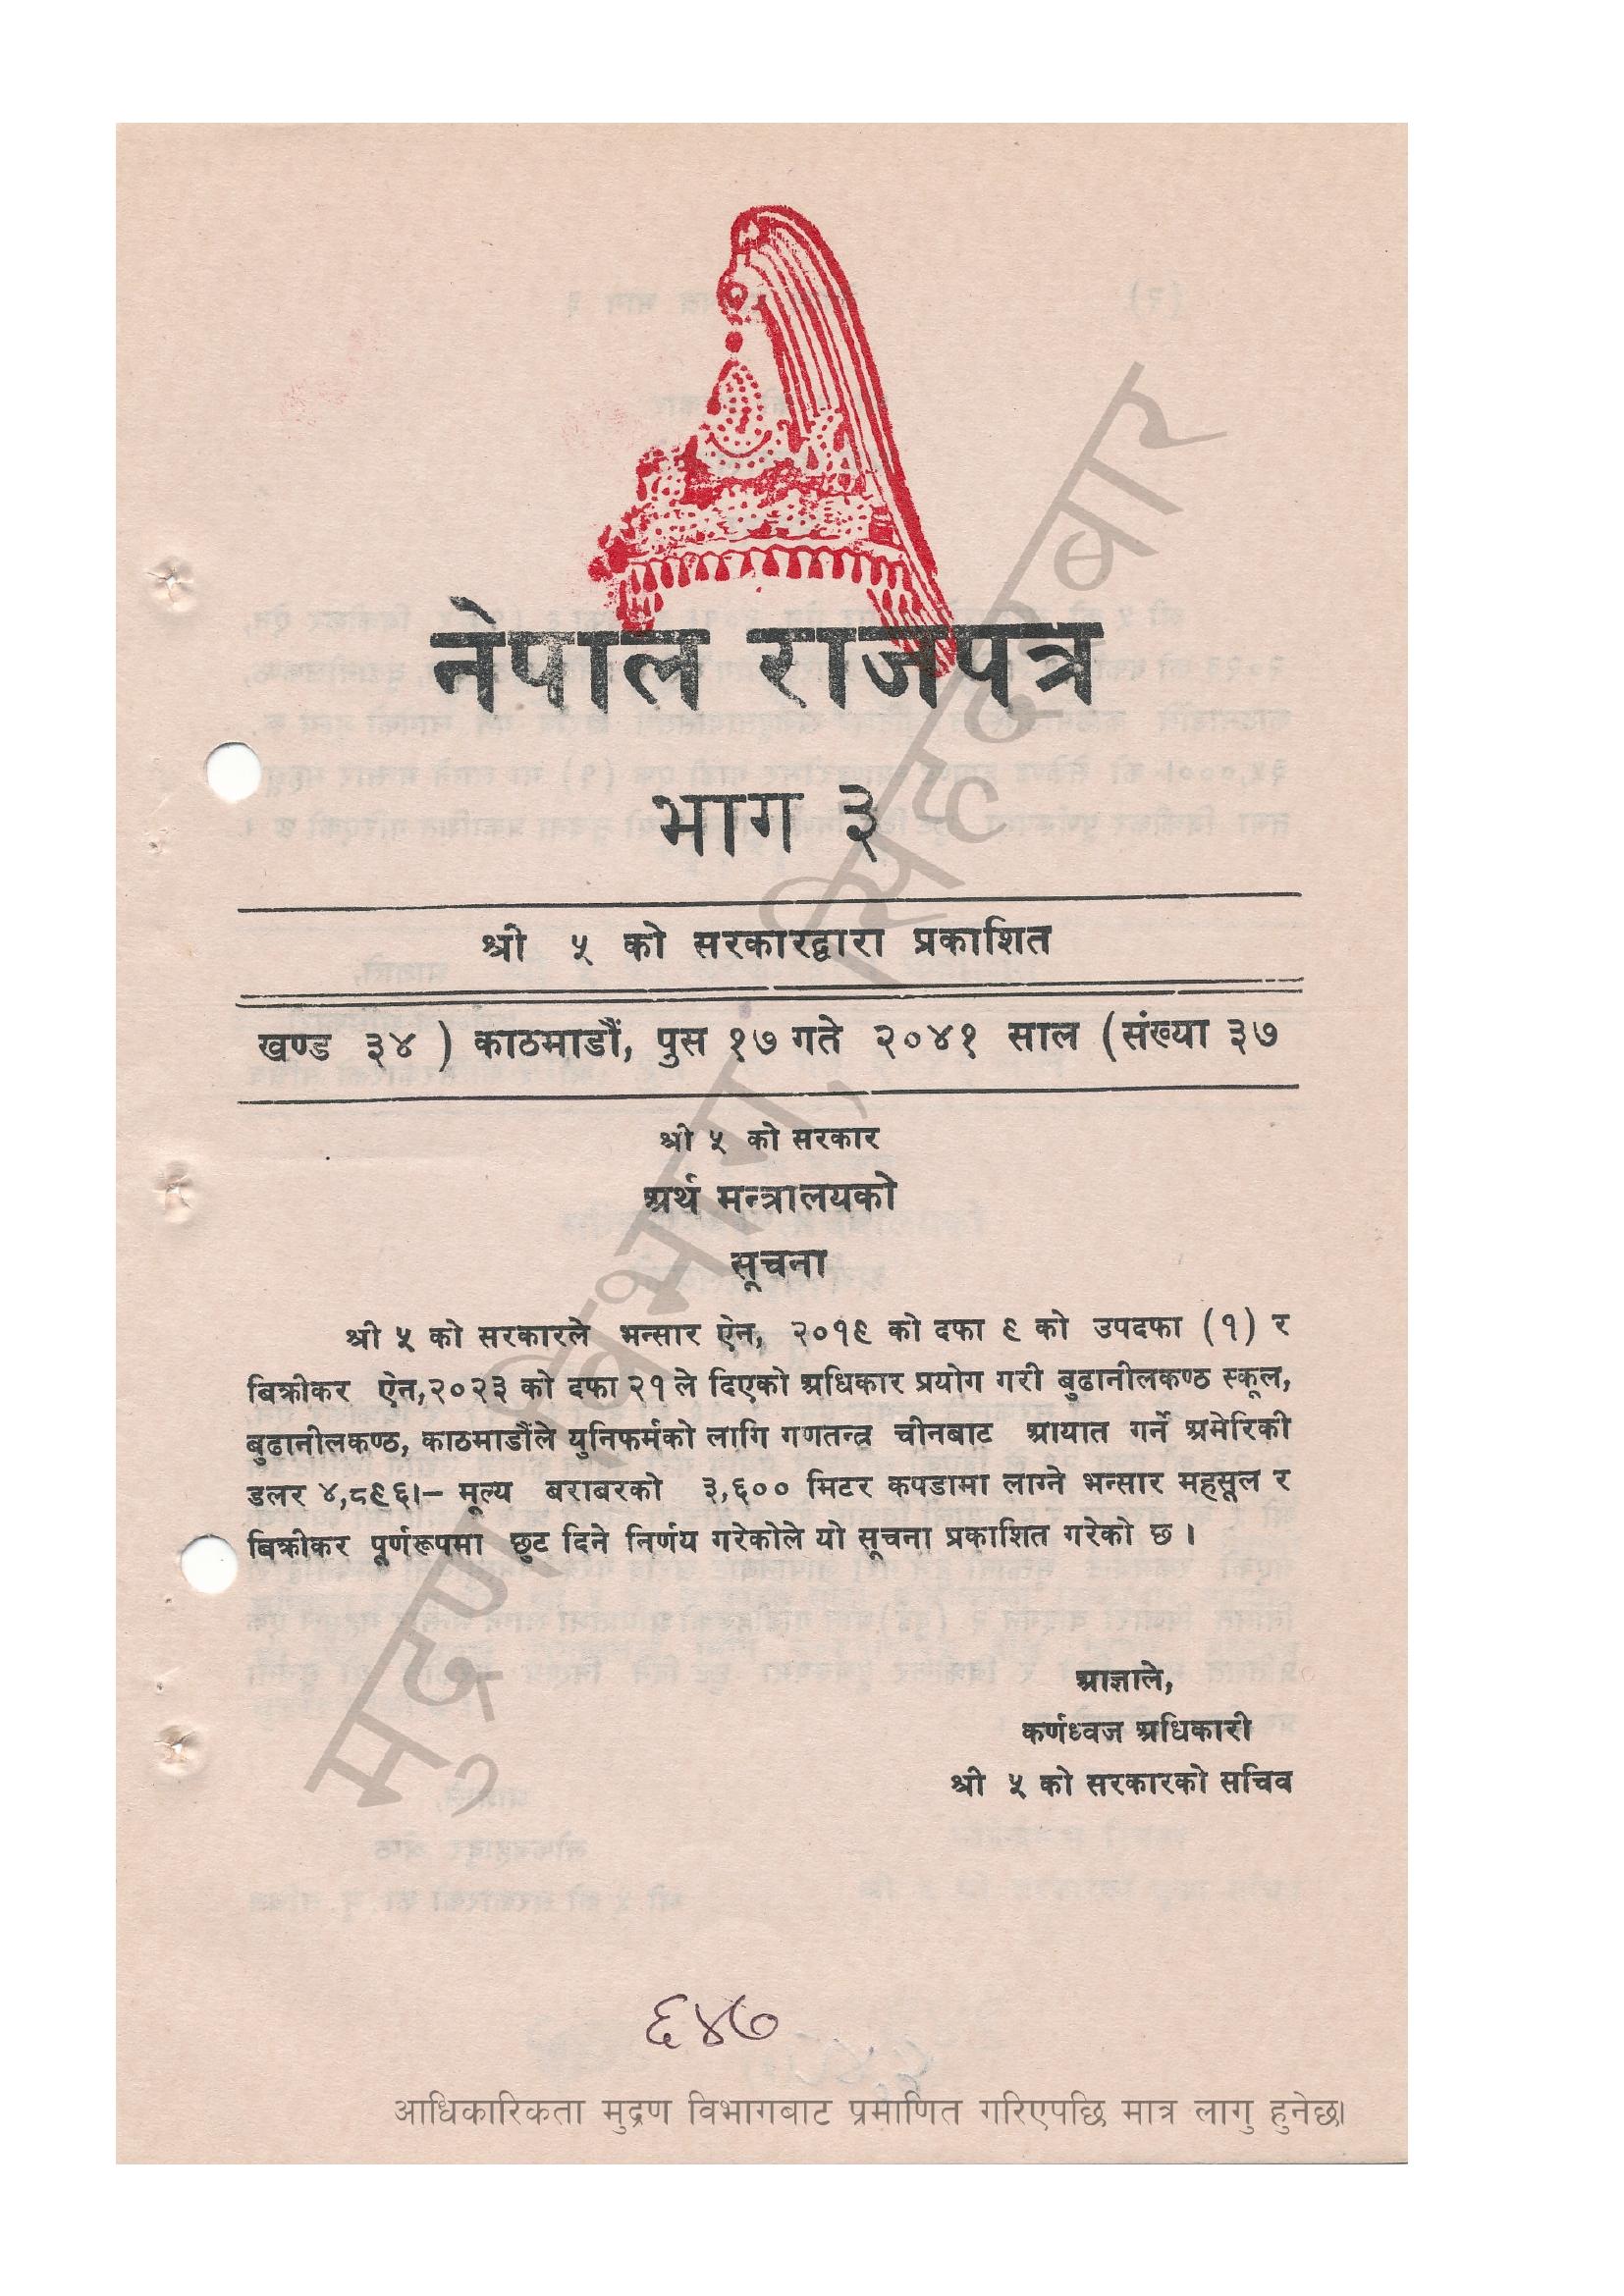 नेपाल राजपत्र
भाग ३
श्री ५ को सरकारद्वारा प्रकाशित
खण्ड ३४ ) काठमाडौं, पुस १७ गते २०४१ साल (संख्या ३७
श्री ५ को सरकार
अर्थ मन्त्रालयको
सूचना
श्री ५ को सरकारले भन्सार ऐन, २०१९ को दफा ९ को उपदफा (१) र
बिक्रीकर ऐन,२०२३ को दफा २१ ले दिएको अधिकार प्रयोग गरी बुढानीलकण्ठ स्कूल,
बुढानीलकण्ठ, काठमाडौंले युनिफर्मको लागि गणतन्त्र चीनबाट आयात गर्ने अमेरिकी
डलर ४,८९६।– मूल्य बराबरको ३,६०० मिटर कपडामा लाग्ने भन्सार महसूल र
बिक्रीकर पूर्णरूपमा छुट दिने निर्णय गरेकोले यो सूचना प्रकाशित गरेको छ ।
आज्ञाले,
कर्णध्वज अधिकारी
श्री ५ को सरकारको सचिव
६४७
मुद्रण विभाग, सिंहदरबार
आधिकारिकता मुद्रण विभागबाट प्रमाणित गरिएपछि मात्र लागु हुनेछ।